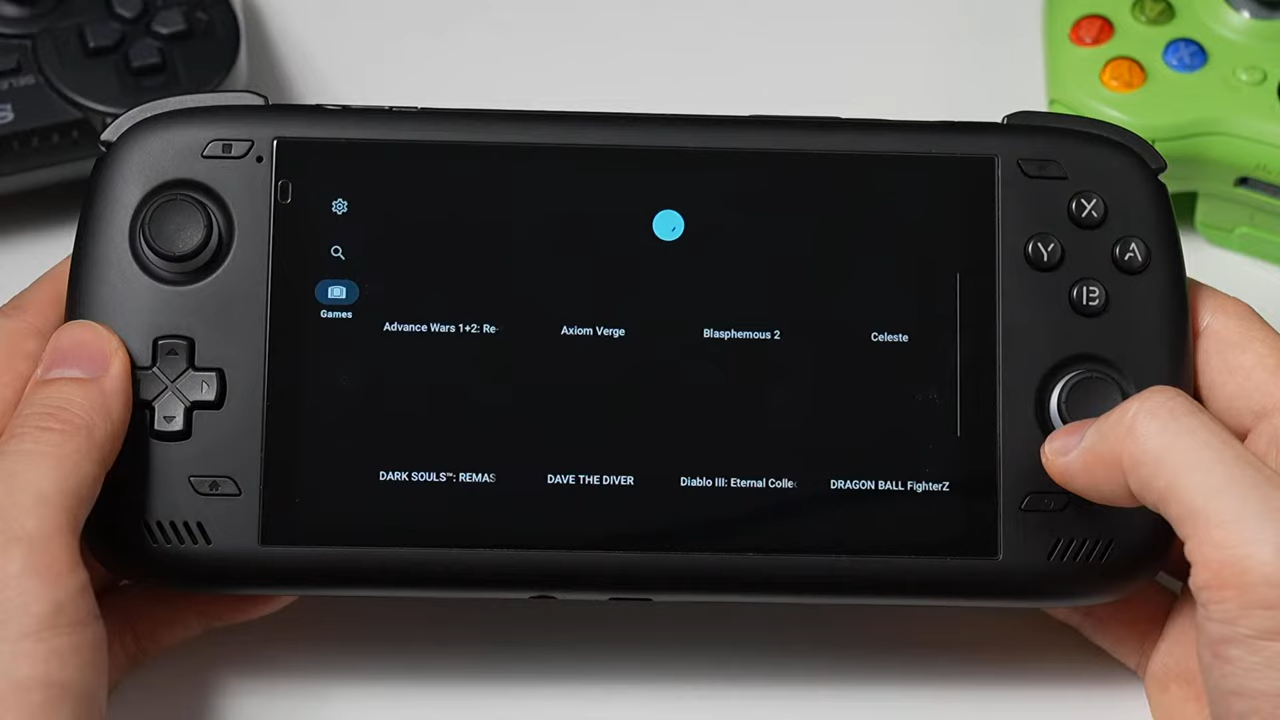 Games
Advance Wars 1+2: Re-
Axiom Verge
Blasphemous 2
Celeste
DARK SOULS™: REMAS
DAVE THE DIVER
Diablo III: Eternal Collec
DRAGON BALL FighterZ
X
Y
A
B
X